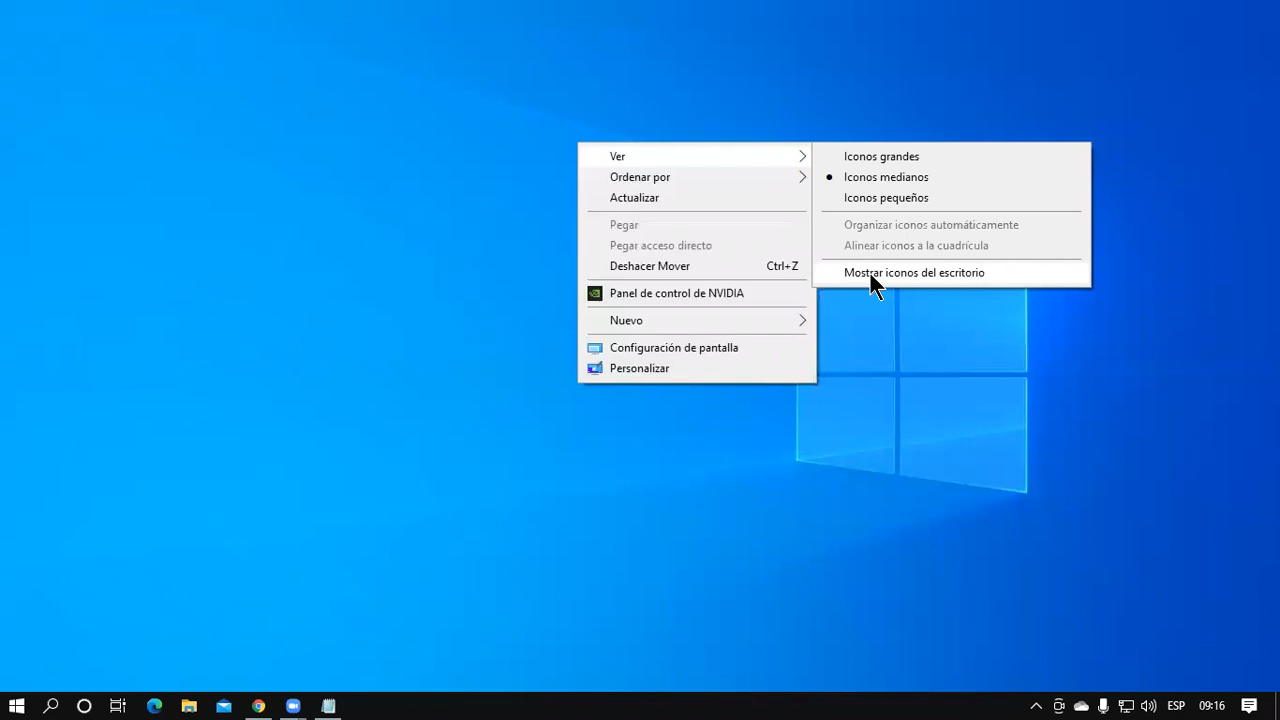 Ver
Ordenar por
Actualizar
Pegar
Pegar acceso directo
Deshacer Mover Ctrl+Z
Panel de control de NVIDIA
Nuevo
Configuración de pantalla
Personalizar
Iconos grandes
Iconos medianos
Iconos pequeños
Organizar iconos automáticamente
Alinear iconos a la cuadrícula
Mostrar iconos del escritorio
ESP 09:16